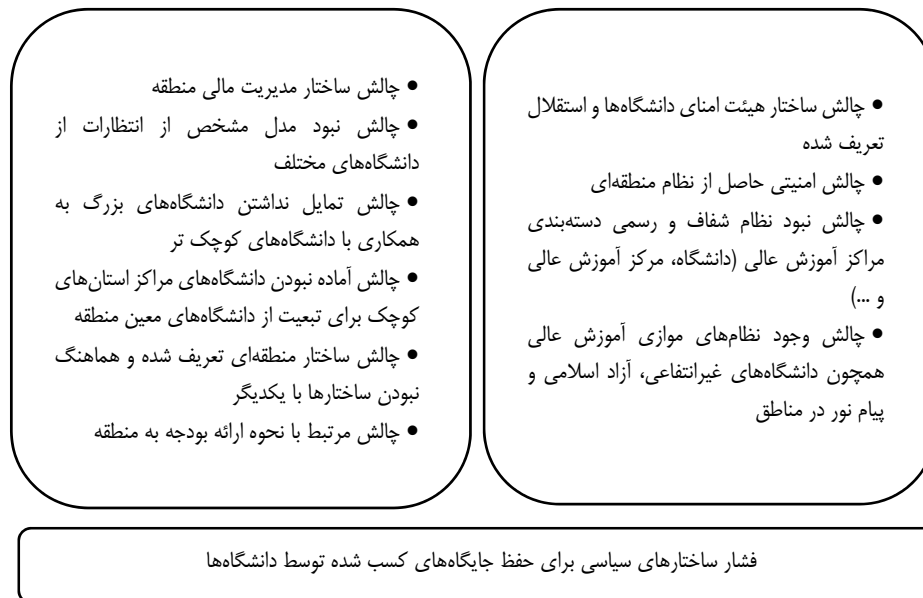 • چالش ساختار هیئت امنای دانشگاه‌ها و استقلال
تعریف شده
• چالش امنیتی حاصل از نظام منطقه‌ای
• چالش نبود نظام شفاف و رسمی دسته‌بندی
مراکز آموزش عالی (دانشگاه، مرکز آموزش عالی
و ...)
• چالش وجود نظام‌های موازی آموزش عالی
همچون دانشگاه‌های غیرانتفاعی، آزاد اسلامی و
پیام نور در مناطق
• چالش ساختار مدیریت مالی منطقه
• چالش نبود مدل مشخص از انتظارات از
دانشگاه‌های مختلف
• چالش تمایل نداشتن دانشگاه‌های بزرگ به
همکاری با دانشگاه‌های کوچک تر
• چالش آماده نبودن دانشگاه‌های مراکز استان‌های
کوچک برای تبعیت از دانشگاه‌های معین منطقه
• چالش ساختار منطقه‌ای تعریف شده و هماهنگ
نبودن ساختارها با یکدیگر
• چالش مرتبط با نحوه ارائه بودجه به منطقه
فشار ساختارهای سیاسی برای حفظ جایگاه‌های کسب شده توسط دانشگاه‌ها